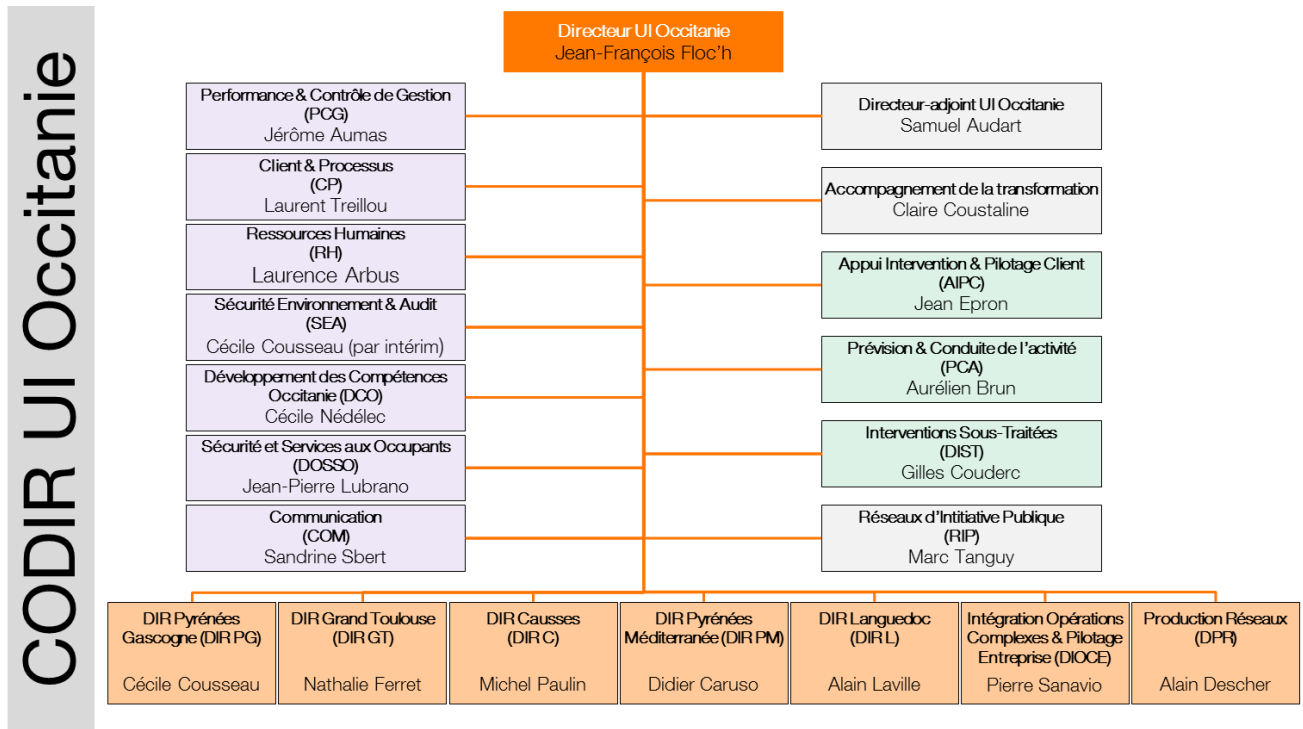 CODIR UI Occitanie
Directeur UI Occitanie
Jean-François Floc'h
Performance & Contrôle de Gestion
(PCG)
Jérôme Aumas
Client & Processus
(CP)
Laurent Treillou
Ressources Humaines
(RH)
Laurence Arbus
Sécurité Environnement & Audit
(SEA)
Cécile Cousseau (par intérim)
Développement des Compétences
Occitanie (DCO)
Cécile Nédélec
Sécurité et Services aux Occupants
(DOSSO)
Jean-Pierre Lubrano
Communication
(COM)
Sandrine Sbert
Directeur-adjoint UI Occitanie
Samuel Audart
Accompagnement de la transformation
Claire Coustaline
Appui Intervention & Pilotage Client
(AIPC)
Jean Epron
Prévision & Conduite de l'activité
(PCA)
Aurélien Brun
Interventions Sous-Traitées
(DIST)
Gilles Couderc
Réseaux d'Intitiative Publique
(RIP)
Marc Tanguy
DIR Pyrénées
Gascogne (DIR PG)
Cécile Cousseau
DIR Grand Toulouse
(DIR GT)
Nathalie Ferret
DIR Causses
(DIR C)
Michel Paulin
DIR Pyrénées
Méditerranée (DIR PM)
Didier Caruso
DIR Languedoc
(DIR L)
Alain Laville
Intégration Opérations
Complexes & Pilotage
Entreprise (DIOCE)
Pierre Sanavio
Production Réseaux
(DPR)
Alain Descher